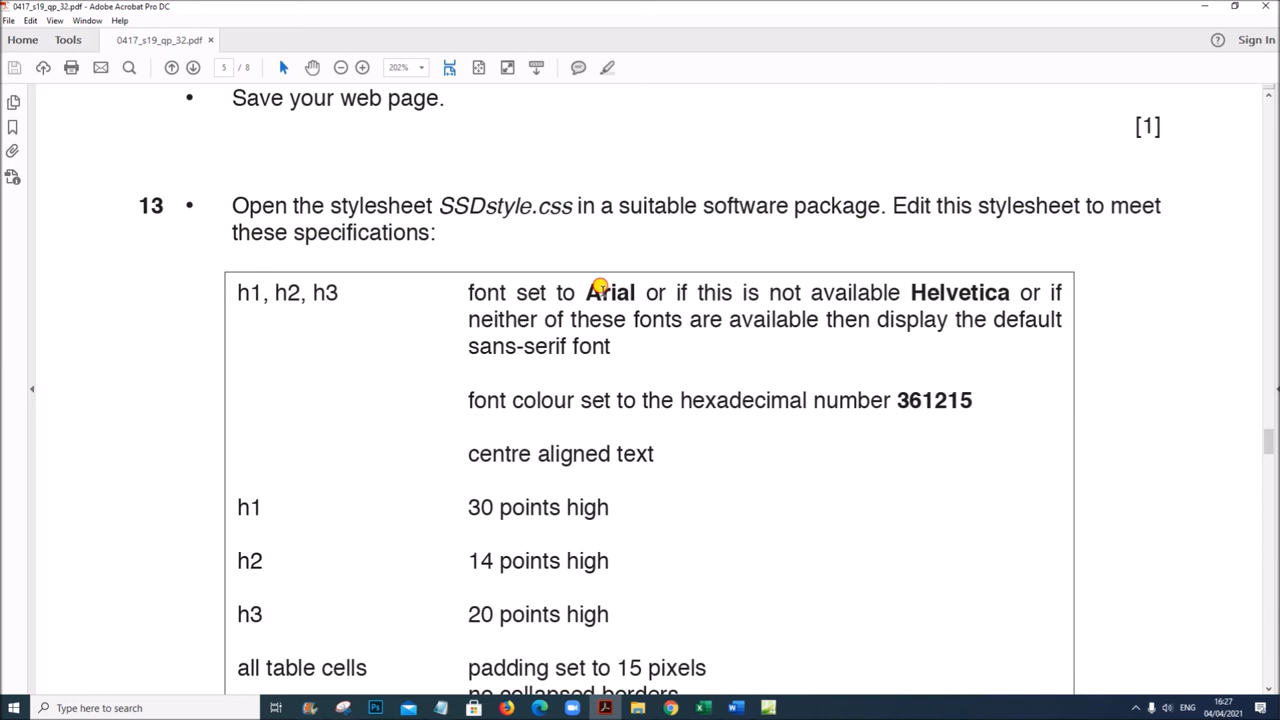 0417_s19_qp_32.pdf - Adobe Acrobat Pro DC
File Edit View Window Help
Home Tools 0417_s19_qp_32.pdf × Sign In
5 / 8 202%
• Save your web page.
[1]
13 • Open the stylesheet SSDstyle.css in a suitable software package. Edit this stylesheet to meet
these specifications:
h1, h2, h3 font set to Arial or if this is not available Helvetica or if
neither of these fonts are available then display the default
sans-serif font
font colour set to the hexadecimal number 361215
centre aligned text
h1 30 points high
h2 14 points high
h3 20 points high
all table cells padding set to 15 pixels
no collapsed borders
Type here to search ENG 16:27
04/04/2021